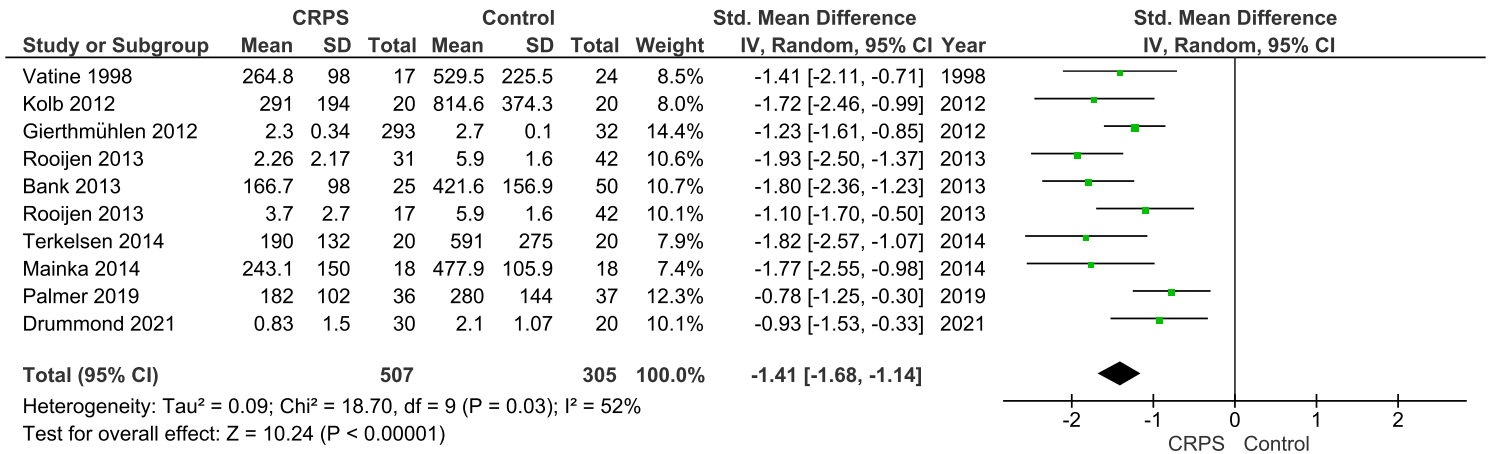 CRPS Control Std. Mean Difference Std. Mean Difference
Study or Subgroup Mean SD Total Mean SD Total Weight IV, Random, 95% CI Year IV, Random, 95% CI
Vatine 1998 264.8 98 17 529.5 225.5 24 8.5% -1.41 [-2.11, -0.71] 1998
Kolb 2012 291 194 20 814.6 374.3 20 8.0% -1.72 [-2.46, -0.99] 2012
Gierthmühlen 2012 2.3 0.34 293 2.7 0.1 32 14.4% -1.23 [-1.61, -0.85] 2012
Rooijen 2013 2.26 2.17 31 5.9 1.6 42 10.6% -1.93 [-2.50, -1.37] 2013
Bank 2013 166.7 98 25 421.6 156.9 50 10.7% -1.80 [-2.36, -1.23] 2013
Rooijen 2013 3.7 2.7 17 5.9 1.6 42 10.1% -1.10 [-1.70, -0.50] 2013
Terkelsen 2014 190 132 20 591 275 20 7.9% -1.82 [-2.57, -1.07] 2014
Mainka 2014 243.1 150 18 477.9 105.9 18 7.4% -1.77 [-2.55, -0.98] 2014
Palmer 2019 182 102 36 280 144 37 12.3% -0.78 [-1.25, -0.30] 2019
Drummond 2021 0.83 1.5 30 2.1 1.07 20 10.1% -0.93 [-1.53, -0.33] 2021
Total (95% CI) 507 305 100.0% -1.41 [-1.68, -1.14]
Heterogeneity: Tau² = 0.09; Chi² = 18.70, df = 9 (P = 0.03); I² = 52%
Test for overall effect: Z = 10.24 (P < 0.00001)
-2 -1 0 1 2
CRPS Control